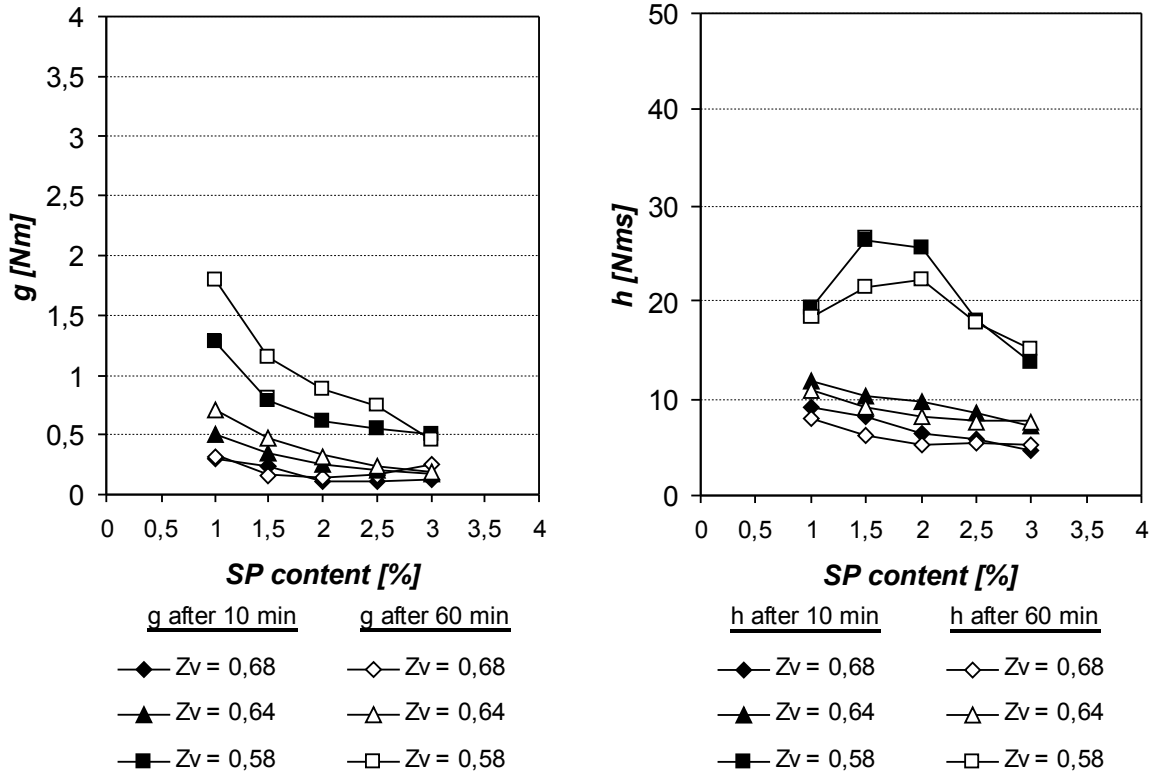 4
3,5
3
2,5
2
1,5
1
0,5
0
g [Nm]
0 0,5 1 1,5 2 2,5 3 3,5 4
SP content [%]
g after 10 min g after 60 min
Zv = 0,68 Zv = 0,68
Zv = 0,64 Zv = 0,64
Zv = 0,58 Zv = 0,58
50
40
30
20
10
0
h [Nms]
0 0,5 1 1,5 2 2,5 3 3,5 4
SP content [%]
h after 10 min h after 60 min
Zv = 0,68 Zv = 0,68
Zv = 0,64 Zv = 0,64
Zv = 0,58 Zv = 0,58